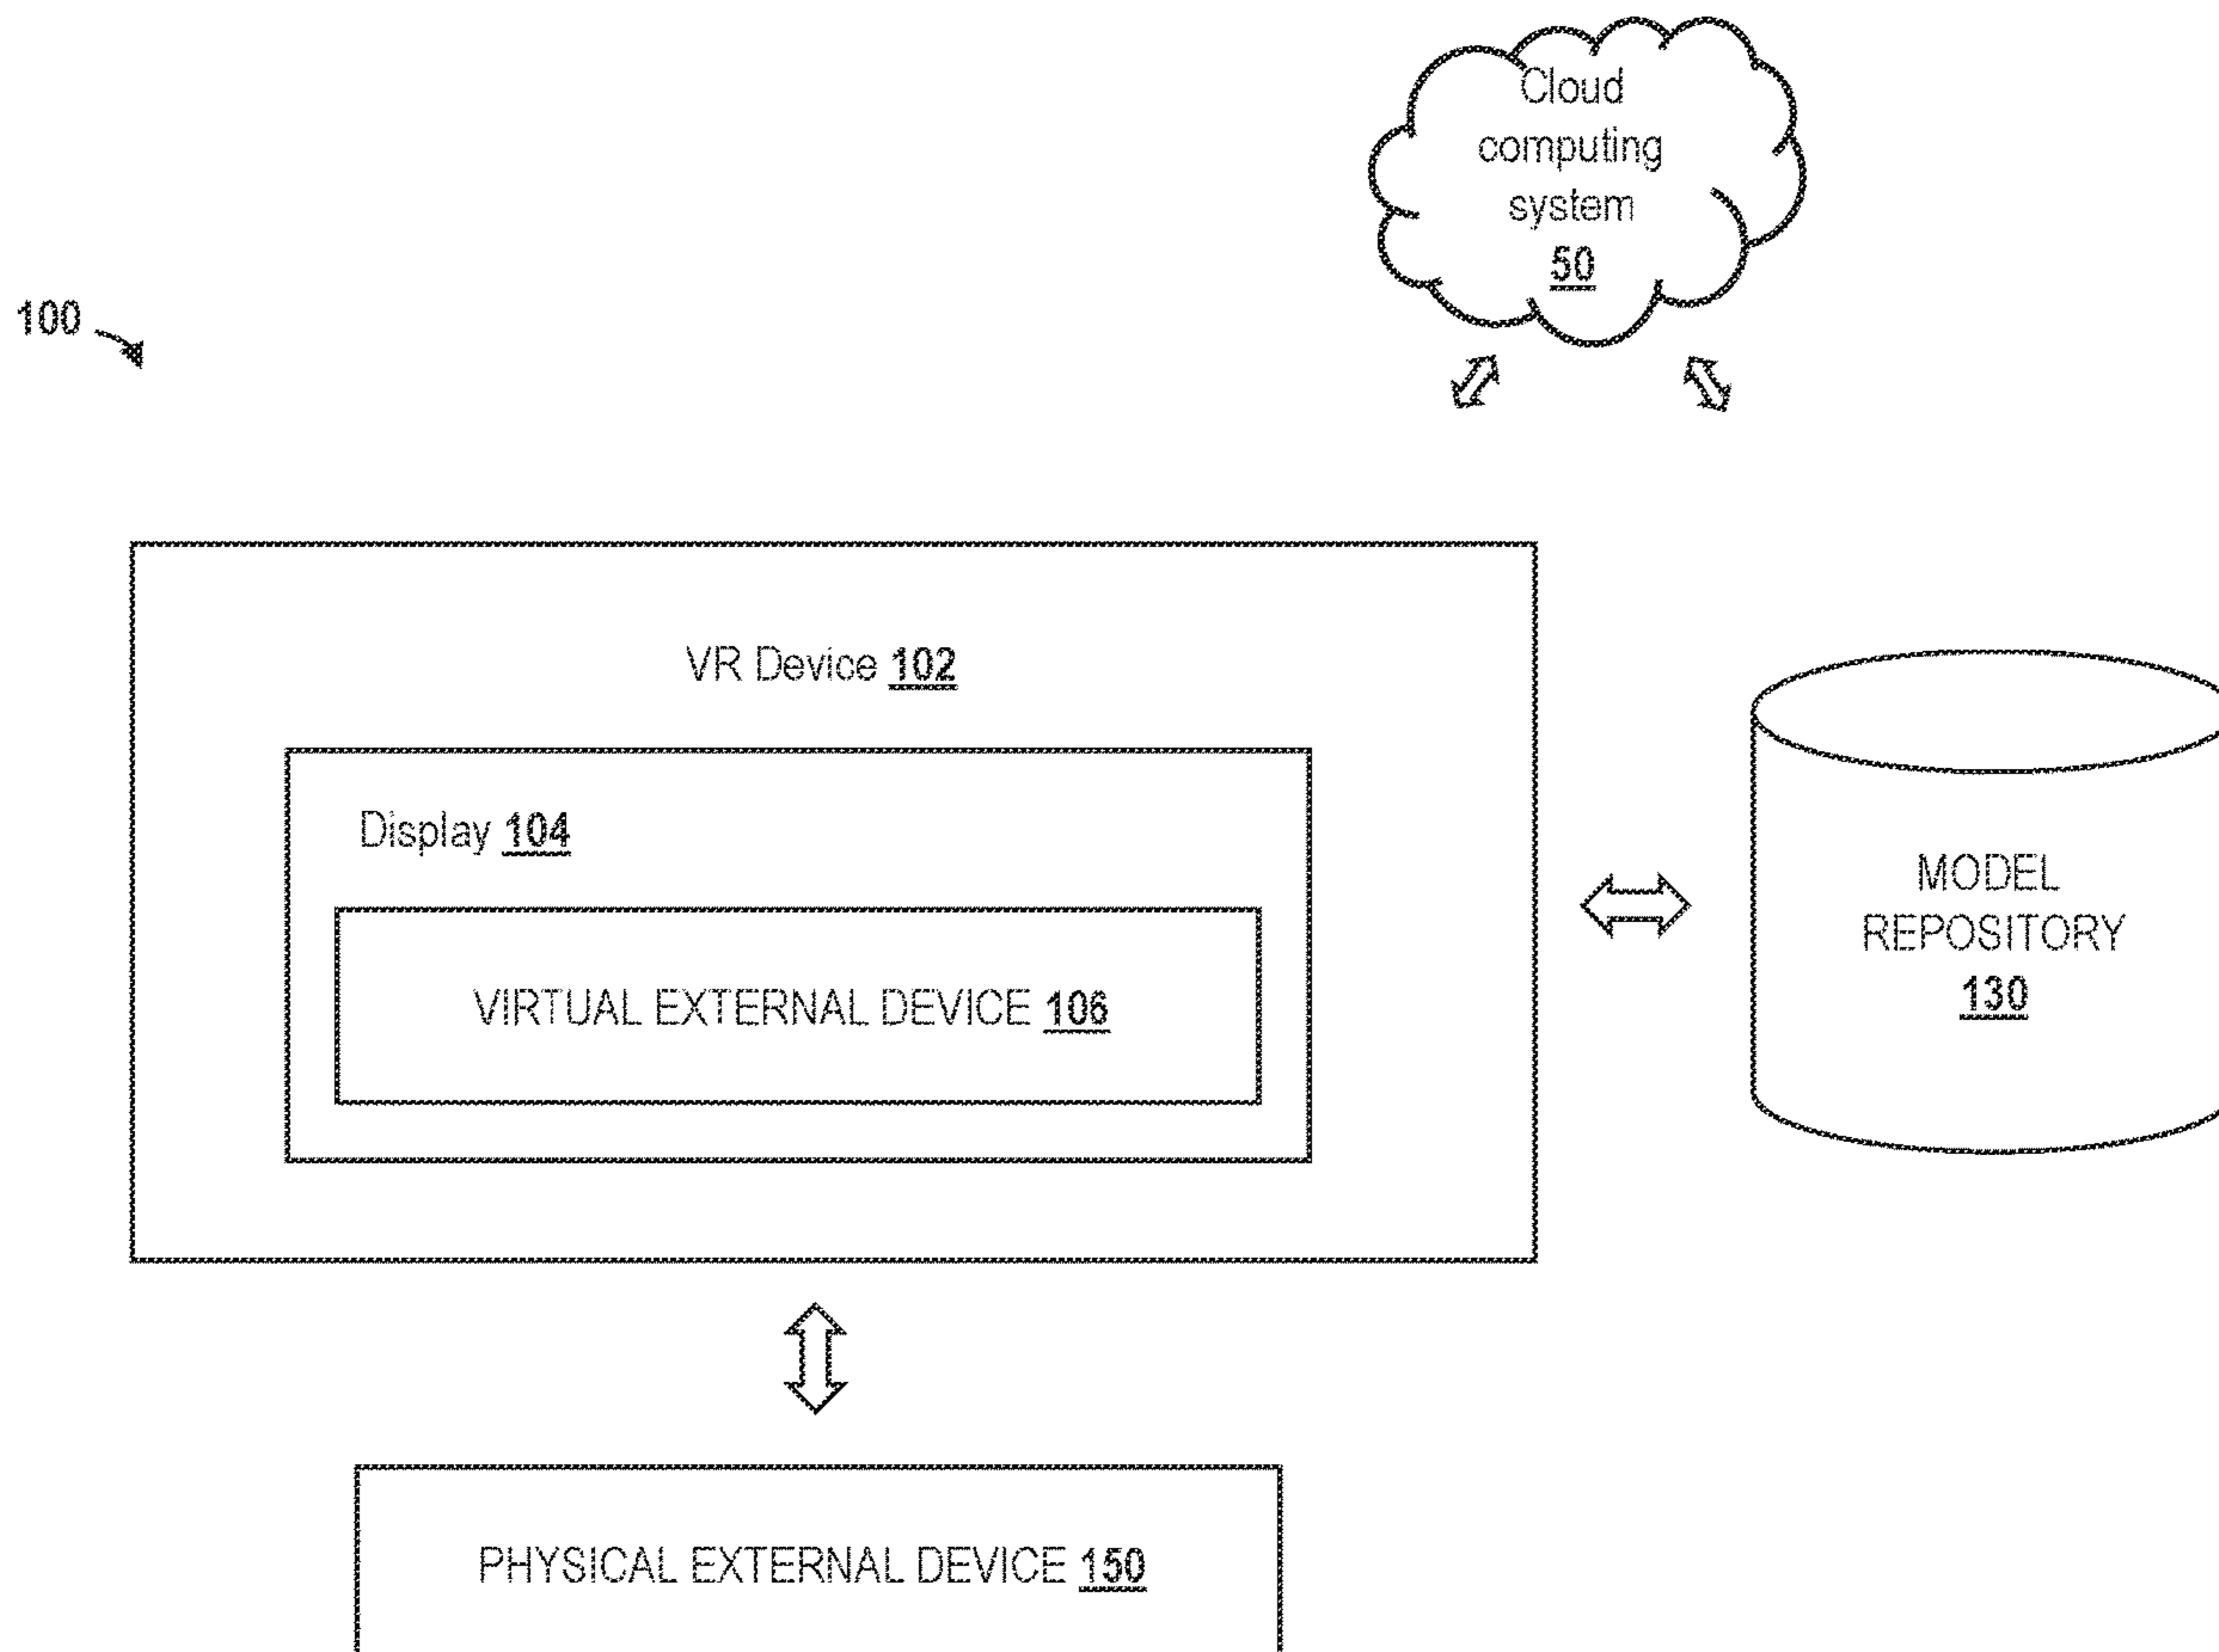 Cloud
computing
system
50
100
VR Device 102
Display 104
VIRTUAL EXTERNAL DEVICE 106
MODEL
REPOSITORY
130
PHYSICAL EXTERNAL DEVICE 150